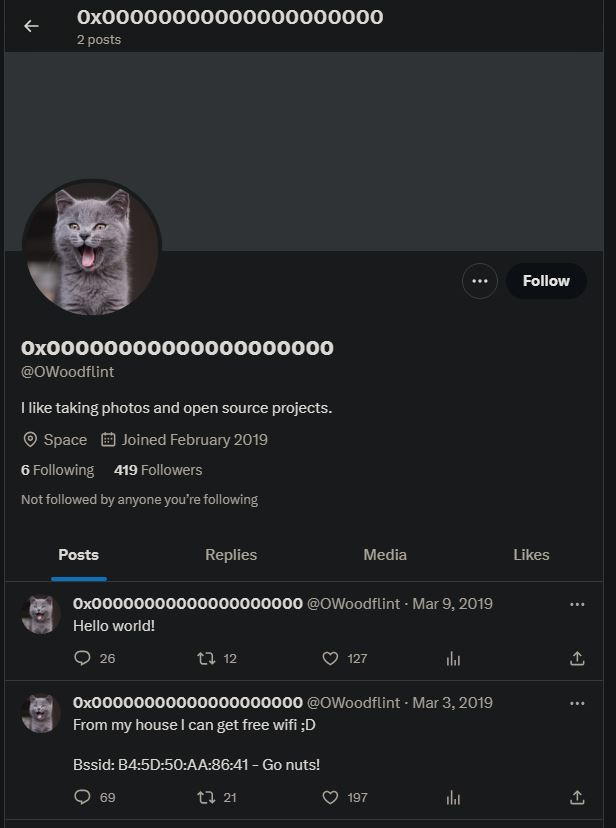 0x00000000000000000000
2 posts
Follow
0x00000000000000000000
@OWoodflint
I like taking photos and open source projects.
Space Joined February 2019
6 Following 419 Followers
Not followed by anyone you're following
Posts Replies Media Likes
0x00000000000000000000 @OWoodflint · Mar 9, 2019
Hello world!
26 12 127
0x00000000000000000000 @OWoodflint · Mar 3, 2019
From my house I can get free wifi ;D
Bssid: B4:5D:50:AA:86:41 - Go nuts!
69 21 197